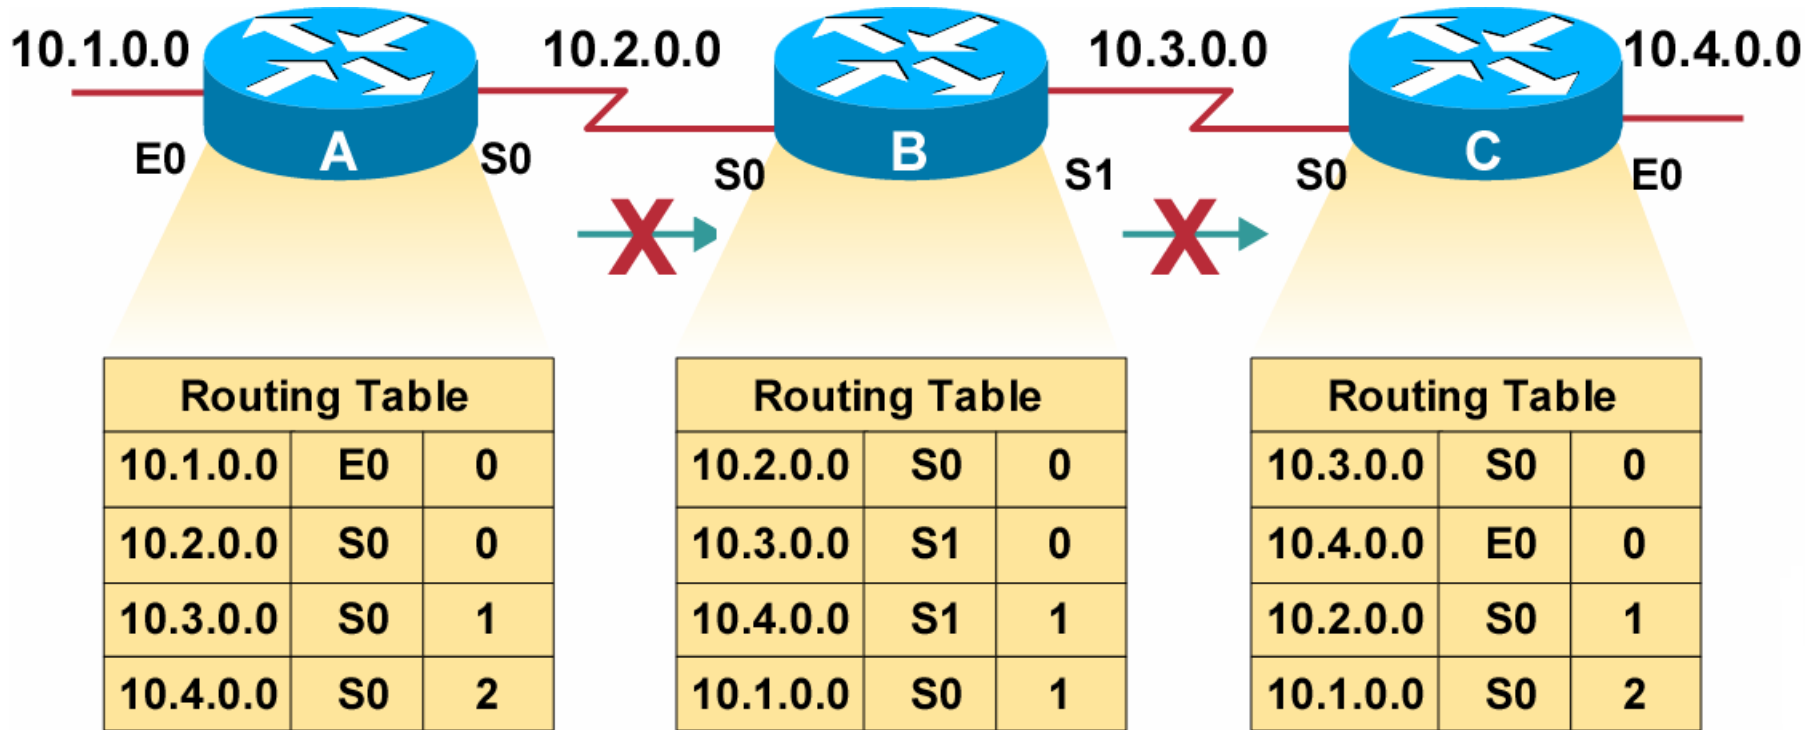 10.1.0.0 10.2.0.0 10.3.0.0 10.4.0.0
A B C
E0 S0 S0 S1 S0 E0
X X
Routing Table
10.1.0.0 E0 0
10.2.0.0 S0 0
10.3.0.0 S0 1
10.4.0.0 S0 2
Routing Table
10.2.0.0 S0 0
10.3.0.0 S1 0
10.4.0.0 S1 1
10.1.0.0 S0 1
Routing Table
10.3.0.0 S0 0
10.4.0.0 E0 0
10.2.0.0 S0 1
10.1.0.0 S0 2